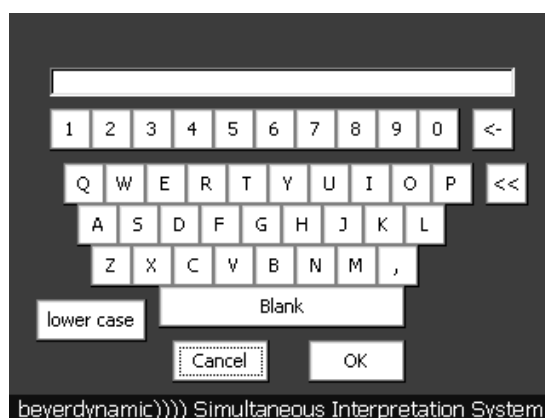 1 2 3 4 5 6 7 8 9 0 <-
Q W E R T Y U I O P <<
A S D F G H J K L
Z X C V B N M ,
Blank
lower case
Cancel OK
beyerdynamic)))) Simultaneous Interpretation System